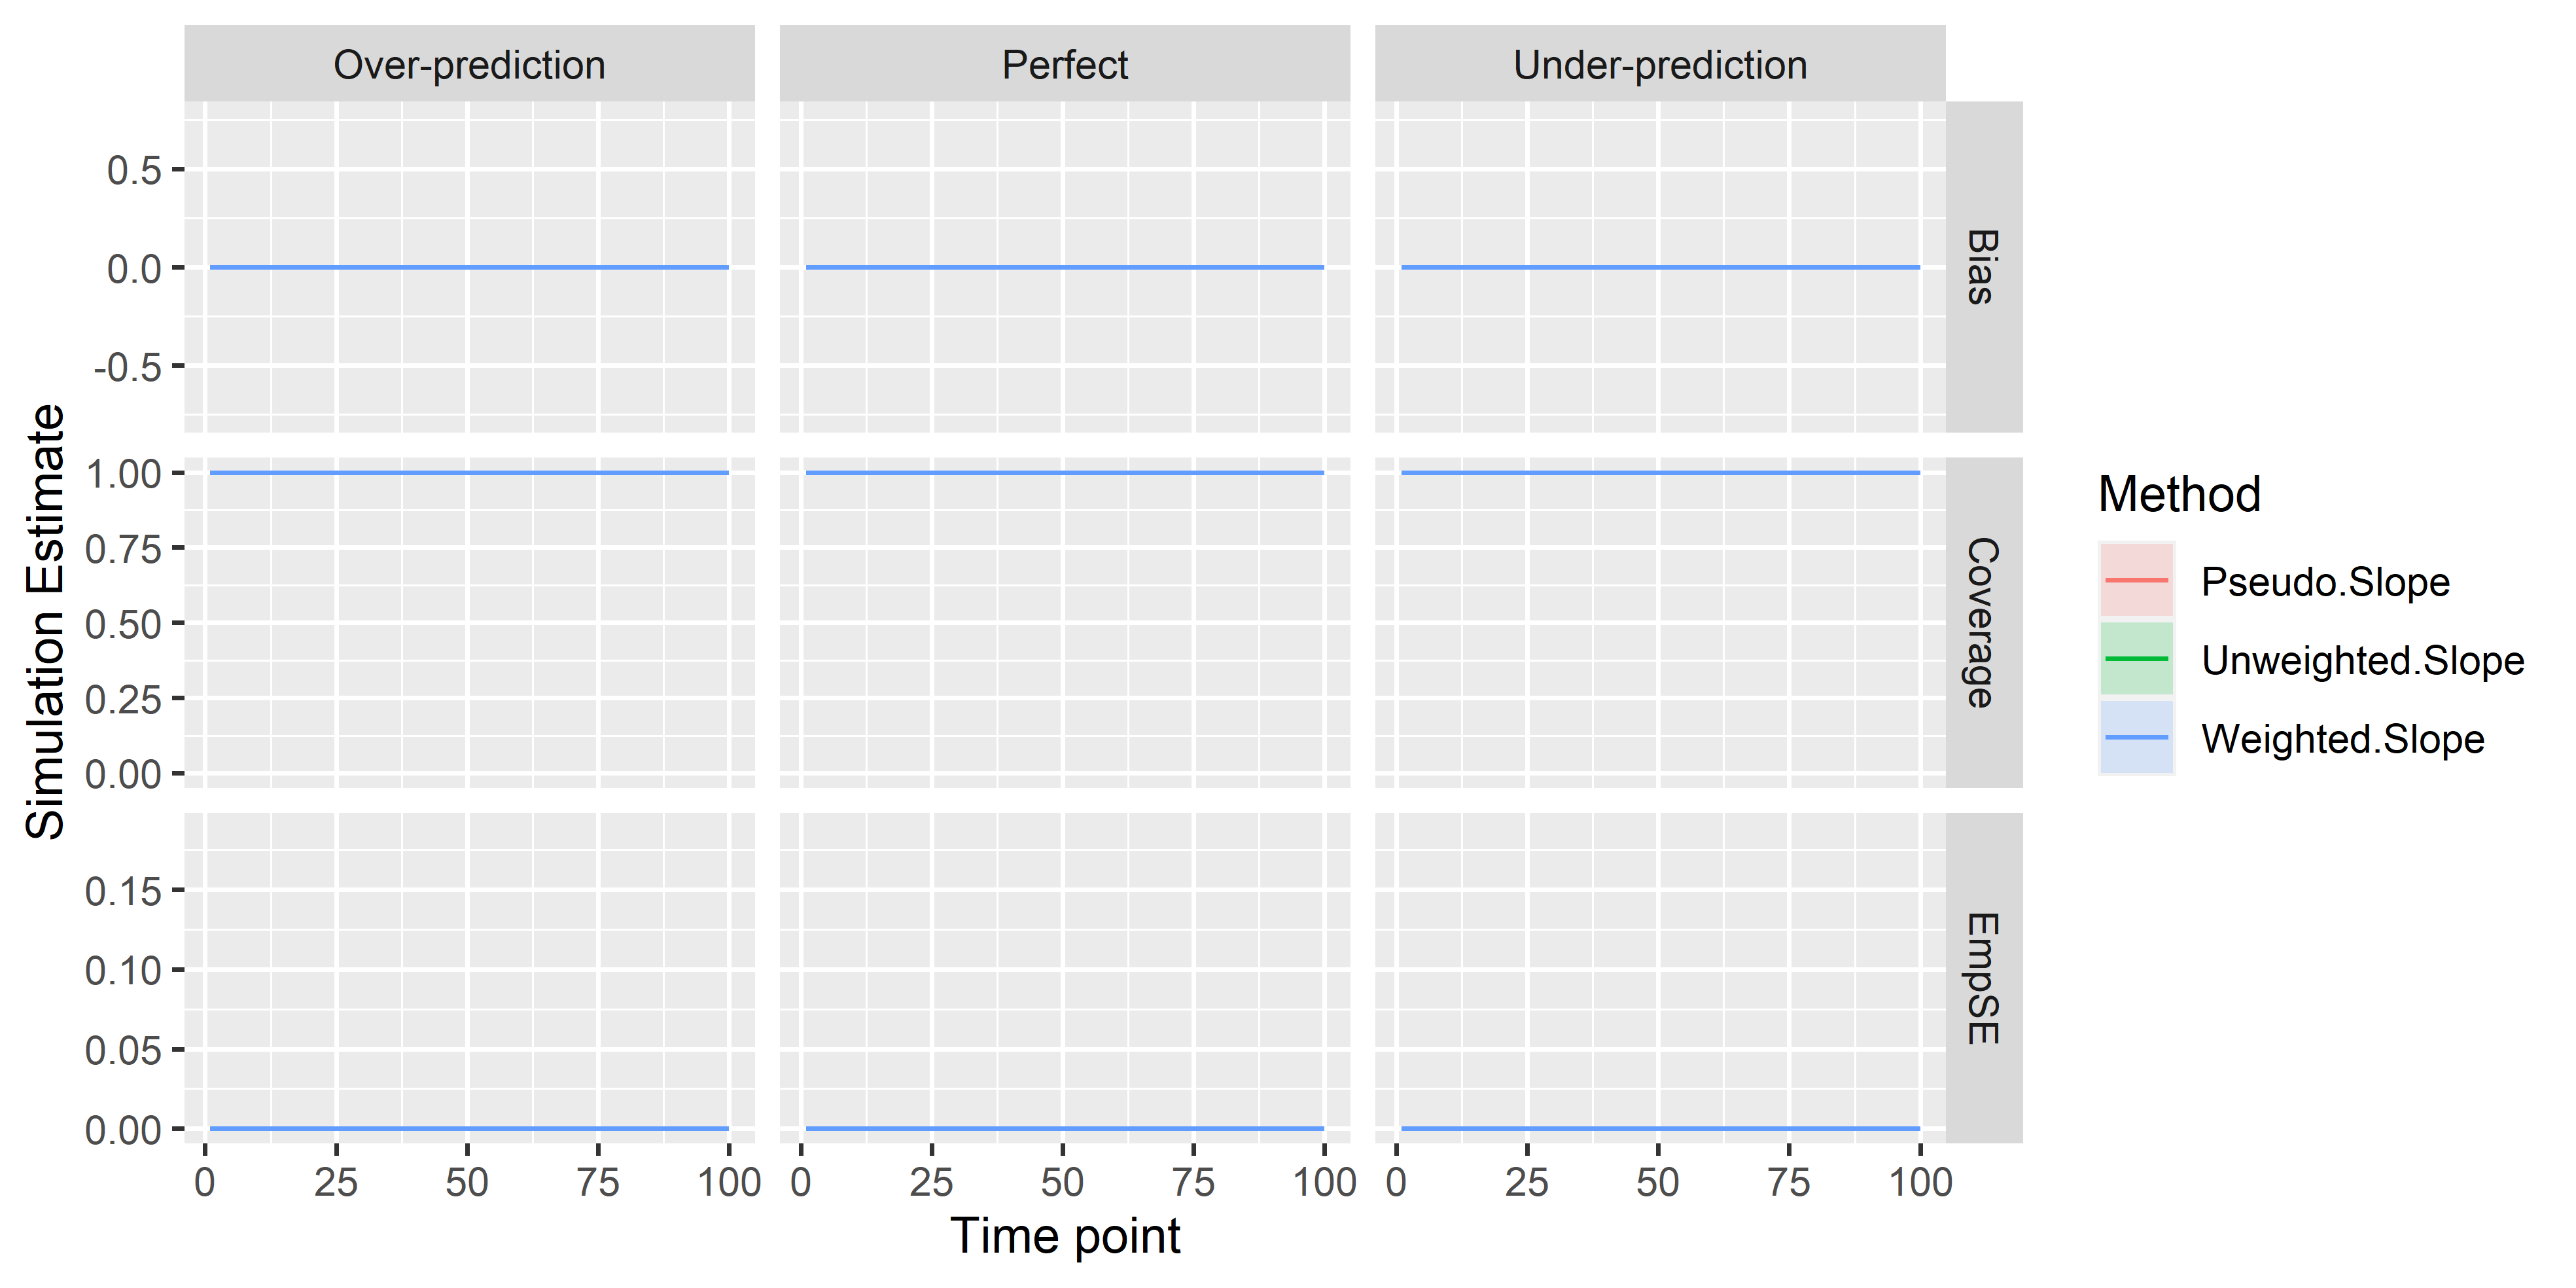 Over-prediction Perfect Under-prediction
Simulation Estimate
0.5
0.0
-0.5
Bias
1.00
0.75
0.50
0.25
0.00
Coverage
0.15
0.10
0.05
0.00
EmpSE
0 25 50 75 100 0 25 50 75 100 0 25 50 75 100
Time point
Method
Pseudo.Slope
Unweighted.Slope
Weighted.Slope